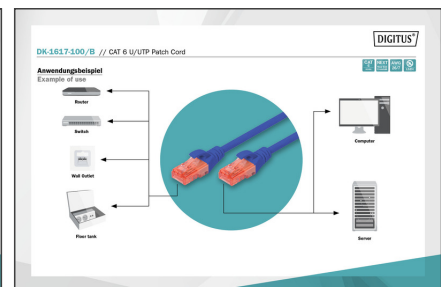 DIGITUS®
DK-1617-100/B // CAT 6 U/UTP Patch Cord
Anwendungsbeispiel
Example of use
Router
Switch
Wall Outlet
Floor tank
Computer
Server